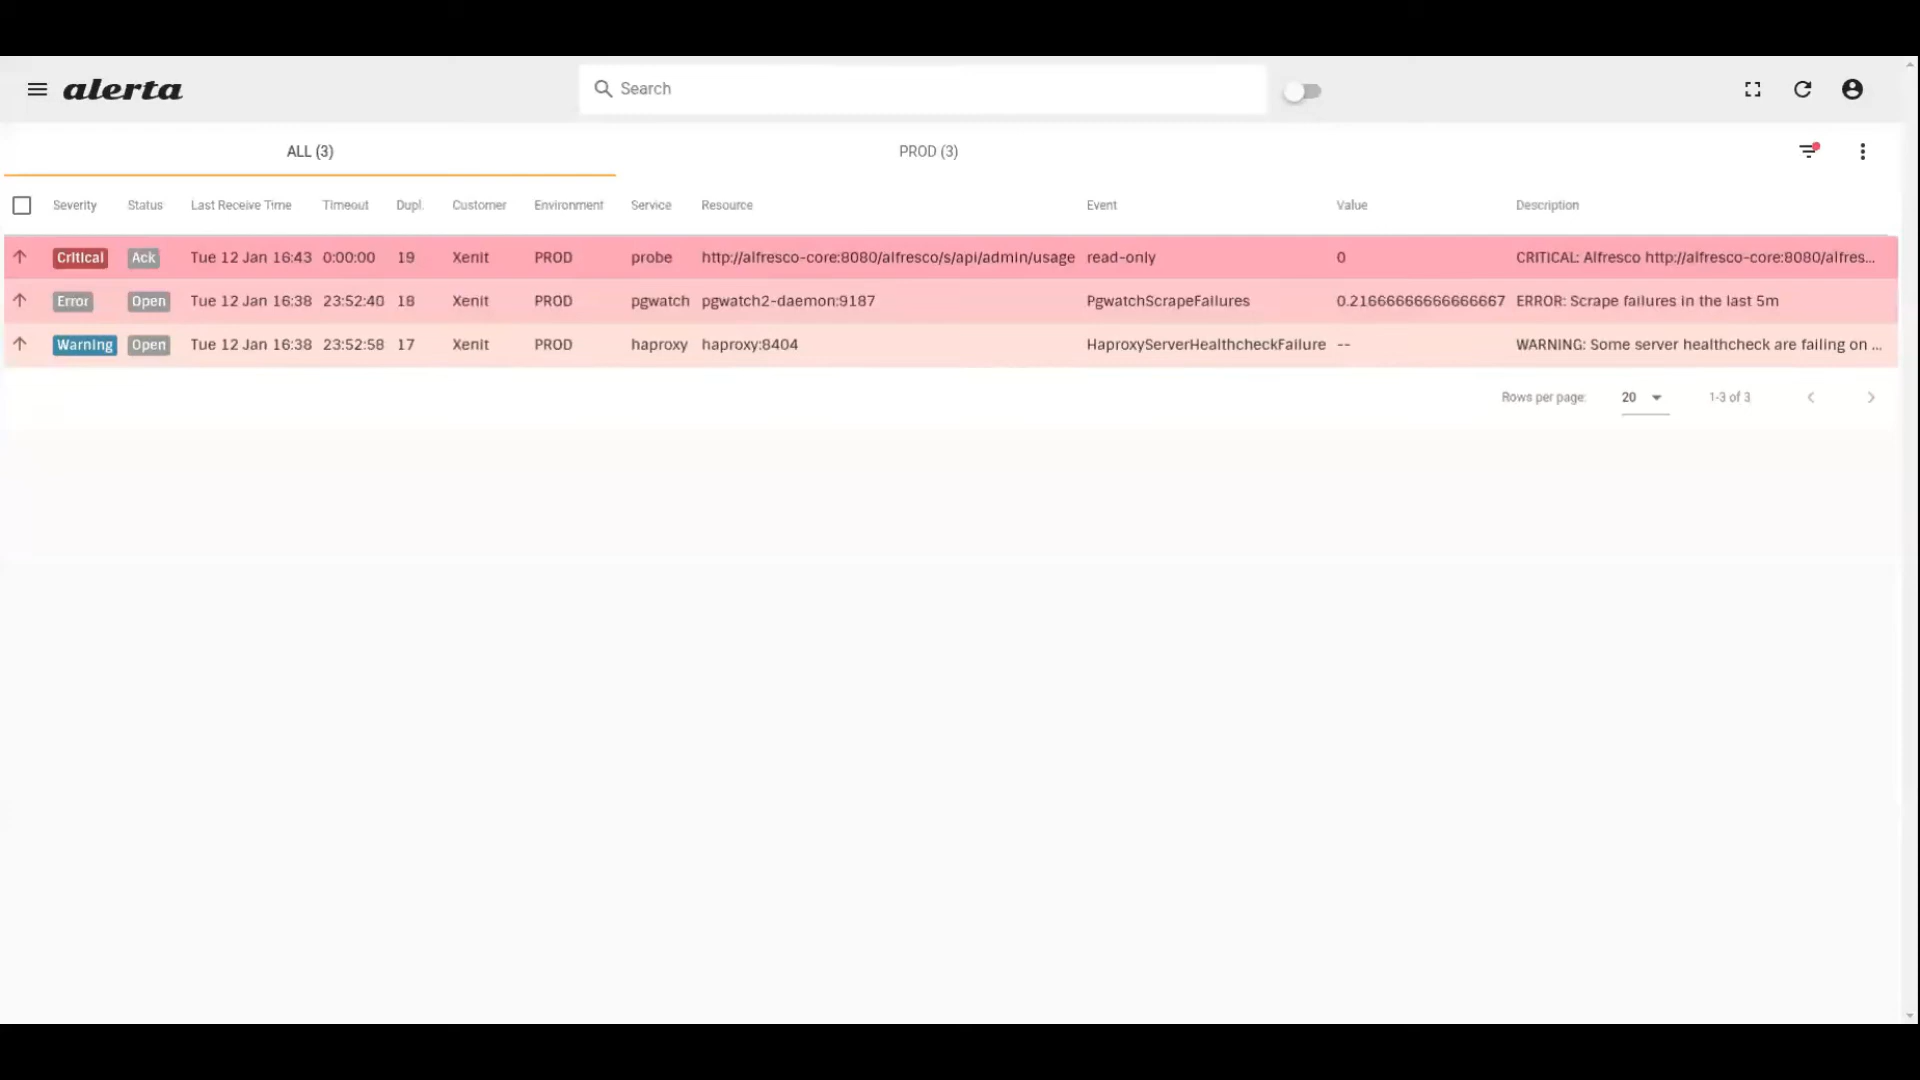 alerta
Search
ALL (3)
PROD (3)
Severity Status Last Receive Time Timeout Dupl. Customer Environment Service Resource Event Value Description
Critical Ack Tue 12 Jan 16:43 0:00:00 19 Xenit PROD probe http://alfresco-core:8080/alfresco/s/api/admin/usage read-only 0 CRITICAL: Alfresco http://alfresco-core:8080/alfres...
Error Open Tue 12 Jan 16:38 23:52:40 18 Xenit PROD pgwatch pgwatch2-daemon:9187 PgwatchScrapeFailures 0.21666666666666667 ERROR: Scrape failures in the last 5m
Warning Open Tue 12 Jan 16:38 23:52:58 17 Xenit PROD haproxy haproxy:8404 HaproxyServerHealthcheckFailure -- WARNING: Some server healthcheck are failing on ...
Rows per page: 20 1-3 of 3